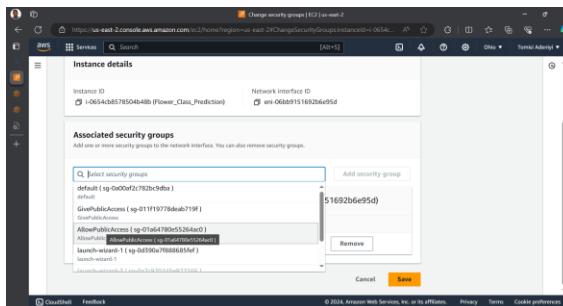 Change security groups | EC2 | us-east-2
https://us-east-2.console.aws.amazon.com/ec2/home?region=us-east-2#ChangeSecurityGroups:instanceId=i-0654c...
aws
Services
Search
[Alt+S]
Ohio
Tomisi Adeniyi
Instance details
Instance ID
Network interface ID
i-0654cb8578504b48b (Flower_Class_Prediction)
eni-06bb9151692b6e95d
Associated security groups
Add one or more security groups to the network interface. You can also remove security groups.
Select security groups
Add security group
default ( sg-0a00af2c782bc9dba )
default
51692b6e95d)
GivePublicAccess ( sg-011f19778deab719f )
GivePublicAccess
AllowPublicAccess ( sg-01a64780e55264ac0 )
AllowPublic
AllowPublicAccess ( sg-01a64780e55264ac0 )
Remove
launch-wizard-1 ( sg-0d390a7f888685fef )
launch-wizard-1
Cancel
Save
CloudShell
Feedback
© 2024, Amazon Web Services, Inc. or its affiliates.
Privacy
Terms
Cookie preferences